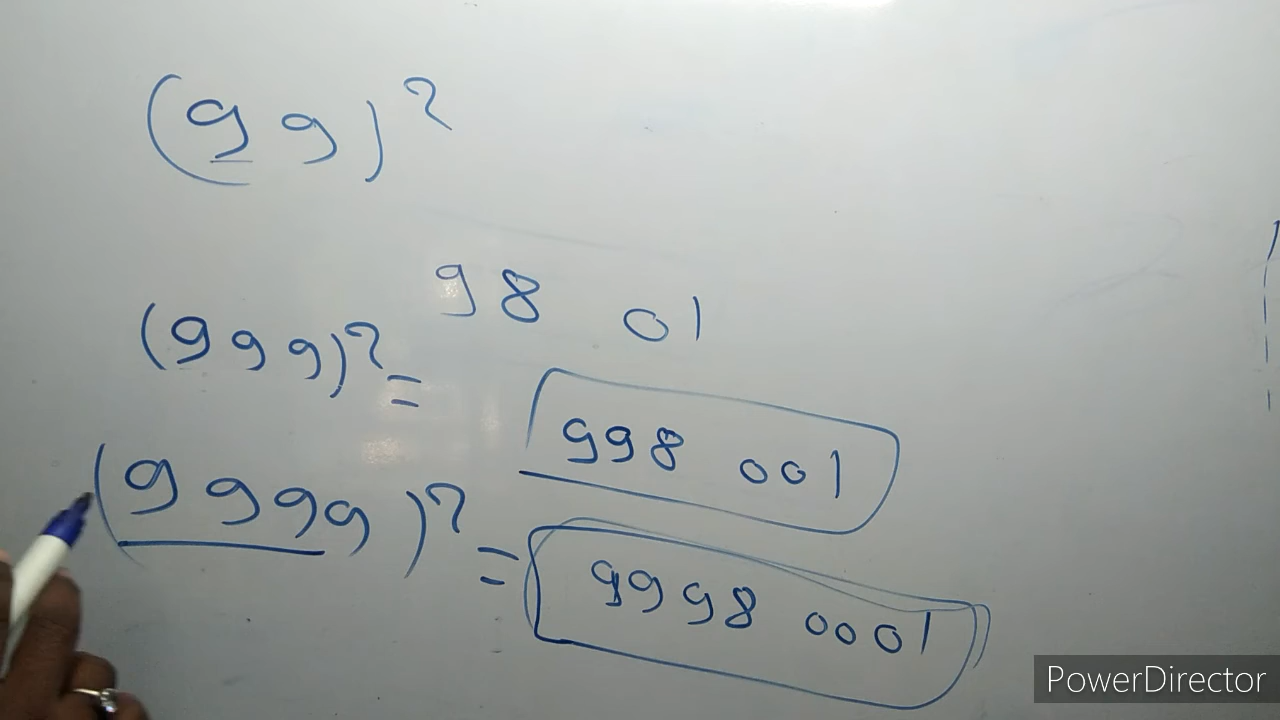 (99)²
98 01
(999)² = 998 001
(9999)² = 9998 0001
PowerDirector